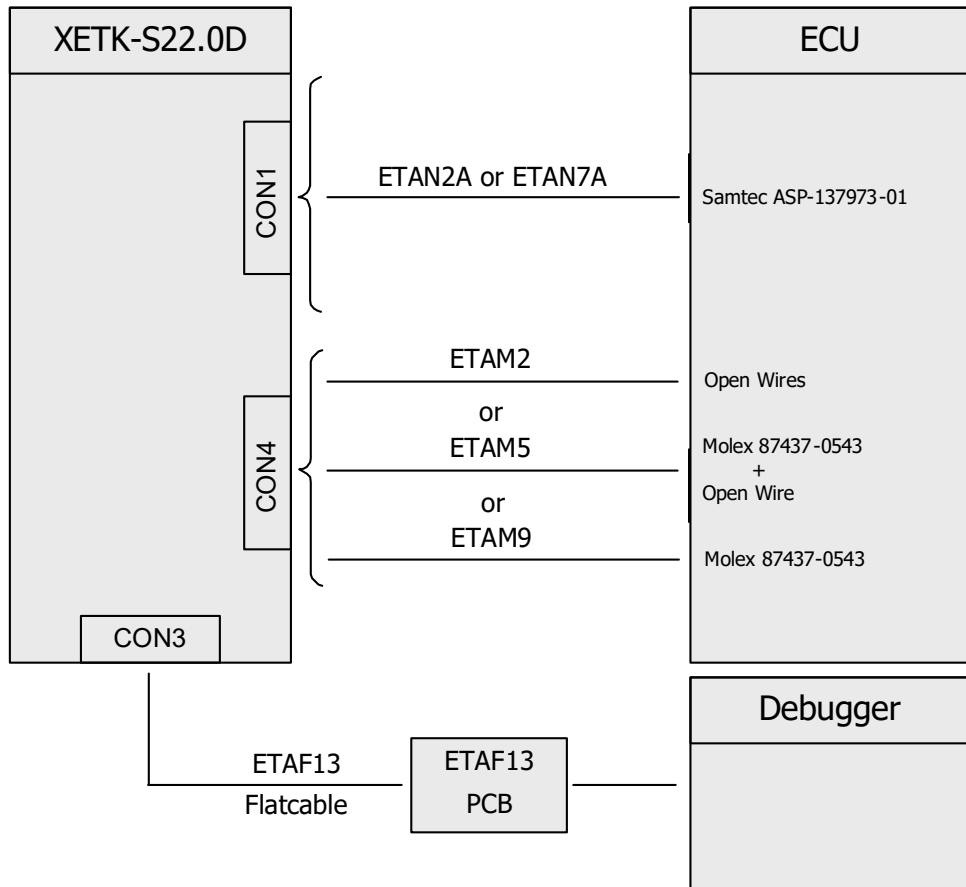 XETK-S22.0D
ECU
CON1
ETAN2A or ETAN7A
Samtec ASP-137973-01
CON4
ETAM2
Open Wires
or
ETAM5
Molex 87437-0543
+
Open Wire
or
ETAM9
Molex 87437-0543
CON3
Debugger
ETAF13
Flatcable
ETAF13
PCB